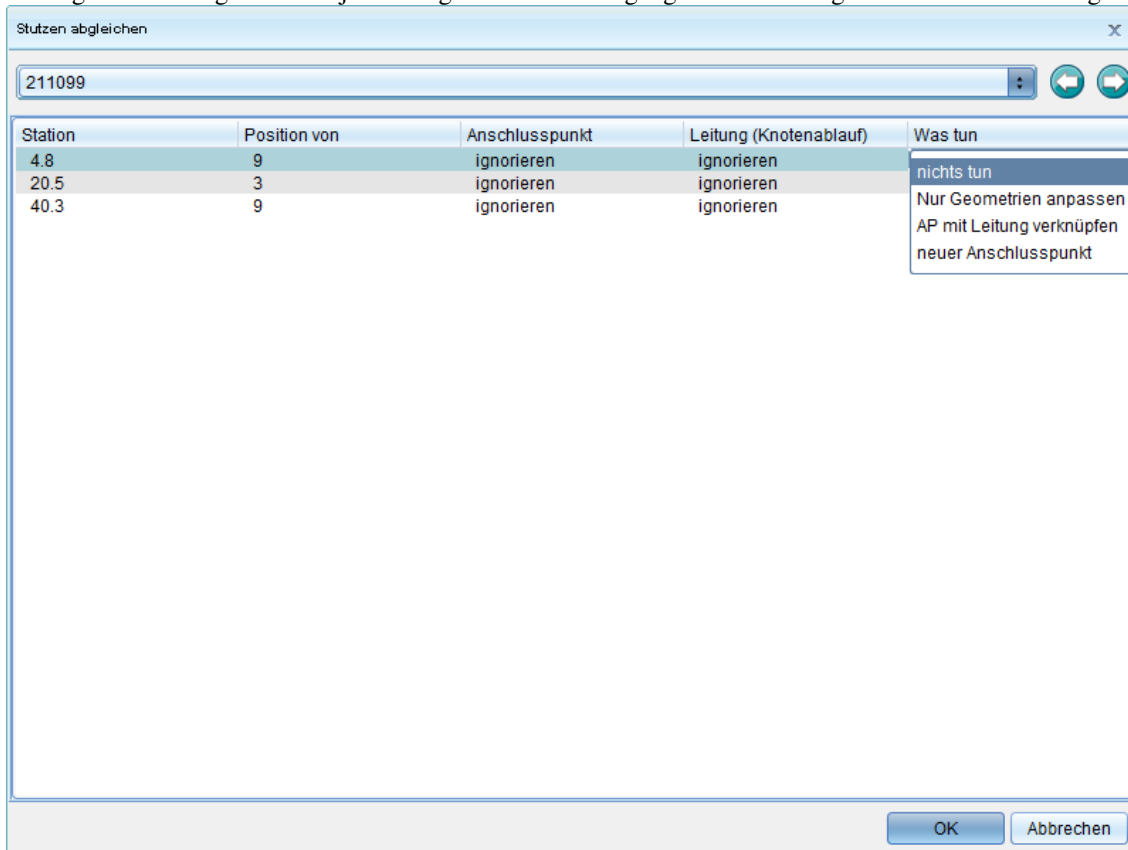 Stutzen abgleichen
211099
Station Position von Anschlusspunkt Leitung (Knotenablauf) Was tun
4.8 9 ignorieren ignorieren
20.5 3 ignorieren ignorieren
40.3 9 ignorieren ignorieren
nichts tun
Nur Geometrien anpassen
AP mit Leitung verknüpfen
neuer Anschlusspunkt
OK Abbrechen